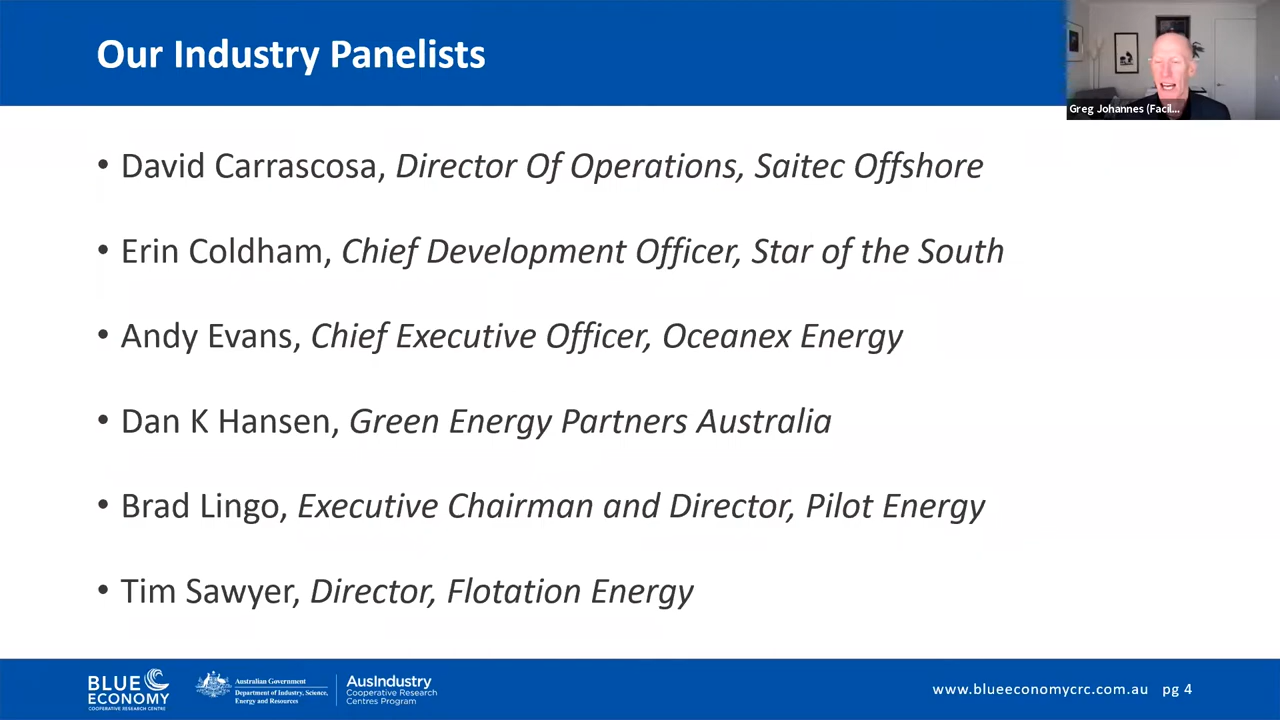 Our Industry Panelists
Greg Johannes (Facil...
• David Carrascosa, Director Of Operations, Saitec Offshore
• Erin Coldham, Chief Development Officer, Star of the South
• Andy Evans, Chief Executive Officer, Oceanex Energy
• Dan K Hansen, Green Energy Partners Australia
• Brad Lingo, Executive Chairman and Director, Pilot Energy
• Tim Sawyer, Director, Flotation Energy
BLUE
ECONOMY
COOPERATIVE RESEARCH CENTRE
Australian Government
Department of Industry, Science,
Energy and Resources
AusIndustry
Cooperative Research
Centres Program
www.blueeconomycrc.com.au pg 4